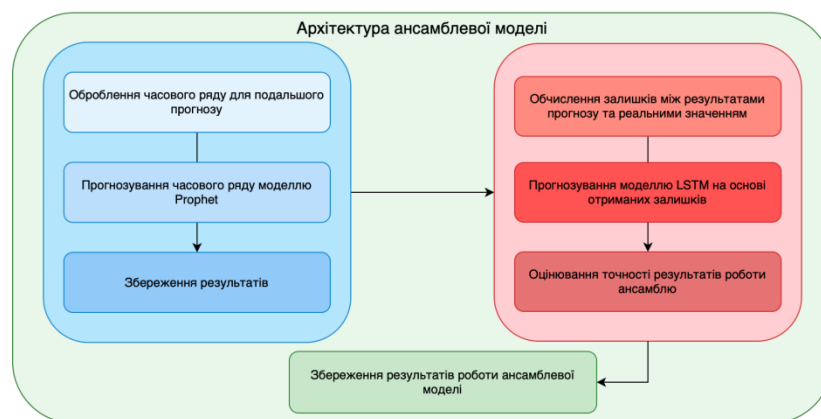 Архітектура ансамблевої моделі
Оброблення часового ряду для подальшого
прогнозу
Прогнозування часового ряду моделлю
Prophet
Збереження результатів
Обчислення залишків між результатами
прогнозу та реальними значенням
Прогнозування моделлю LSTM на основі
отриманих залишків
Оцінювання точності результатів роботи
ансамблю
Збереження результатів роботи ансамблевої
моделі